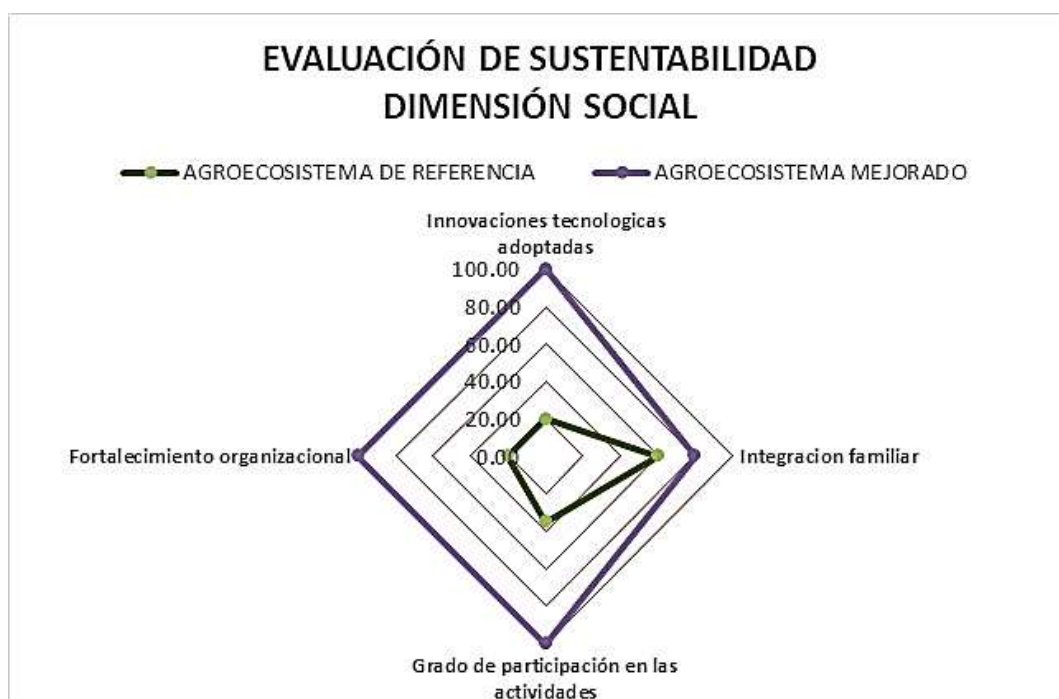 EVALUACIÓN DE SUSTENTABILIDAD
DIMENSIÓN SOCIAL
AGROECOSISTEMA DE REFERENCIA
AGROECOSISTEMA MEJORADO
Innovaciones tecnologicas
adoptadas
100.00
80.00
60.00
40.00
20.00
0.00
Fortalecimiento organizacional
Integracion familiar
Grado de participación en las
actividades